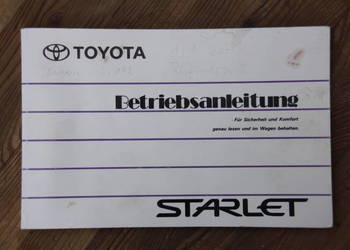 TOYOTA
Betriebsanleitung
Für Sicherheit und Komfort
genau lesen und im Wagen behalten
STARLET